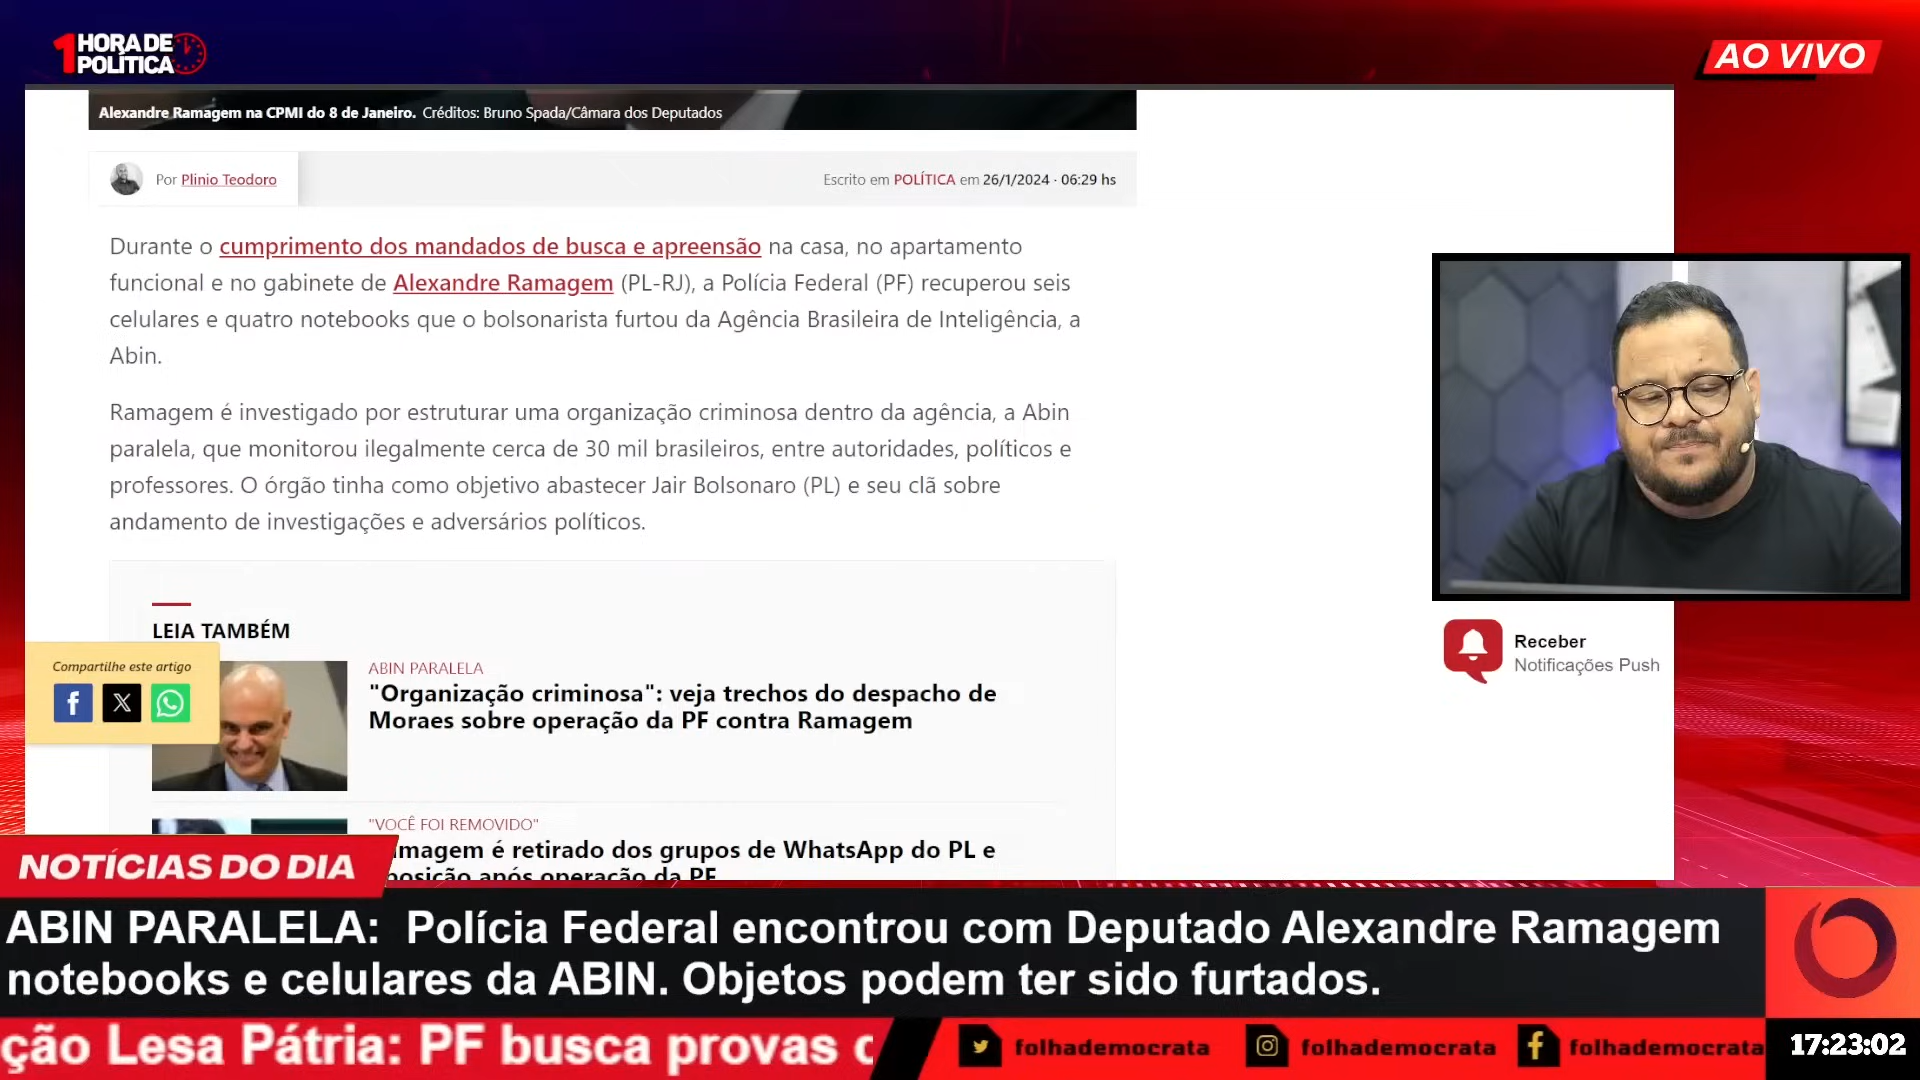 1 HORA DE POLÍTICA
AO VIVO
Alexandre Ramagem na CPMI do 8 de Janeiro. Créditos: Bruno Spada/Câmara dos Deputados
Por Plinio Teodoro
Escrito em POLÍTICA em 26/1/2024 · 06:29 hs
Durante o cumprimento dos mandados de busca e apreensão na casa, no apartamento
funcional e no gabinete de Alexandre Ramagem (PL-RJ), a Polícia Federal (PF) recuperou seis
celulares e quatro notebooks que o bolsonarista furtou da Agência Brasileira de Inteligência, a
Abin.
Ramagem é investigado por estruturar uma organização criminosa dentro da agência, a Abin
paralela, que monitorou ilegalmente cerca de 30 mil brasileiros, entre autoridades, políticos e
professores. O órgão tinha como objetivo abastecer Jair Bolsonaro (PL) e seu clã sobre
andamento de investigações e adversários políticos.
LEIA TAMBÉM
Compartilhe este artigo
ABIN PARALELA
"Organização criminosa": veja trechos do despacho de
Moraes sobre operação da PF contra Ramagem
"VOCÊ FOI REMOVIDO"
magem é retirado dos grupos de WhatsApp do PL e
posição após operação da PF
Receber
Notificações Push
NOTÍCIAS DO DIA
ABIN PARALELA: Polícia Federal encontrou com Deputado Alexandre Ramagem
notebooks e celulares da ABIN. Objetos podem ter sido furtados.
ção Lesa Pátria: PF busca provas c
folhademocrata
folhademocrata
folhademocrata
17:23:02